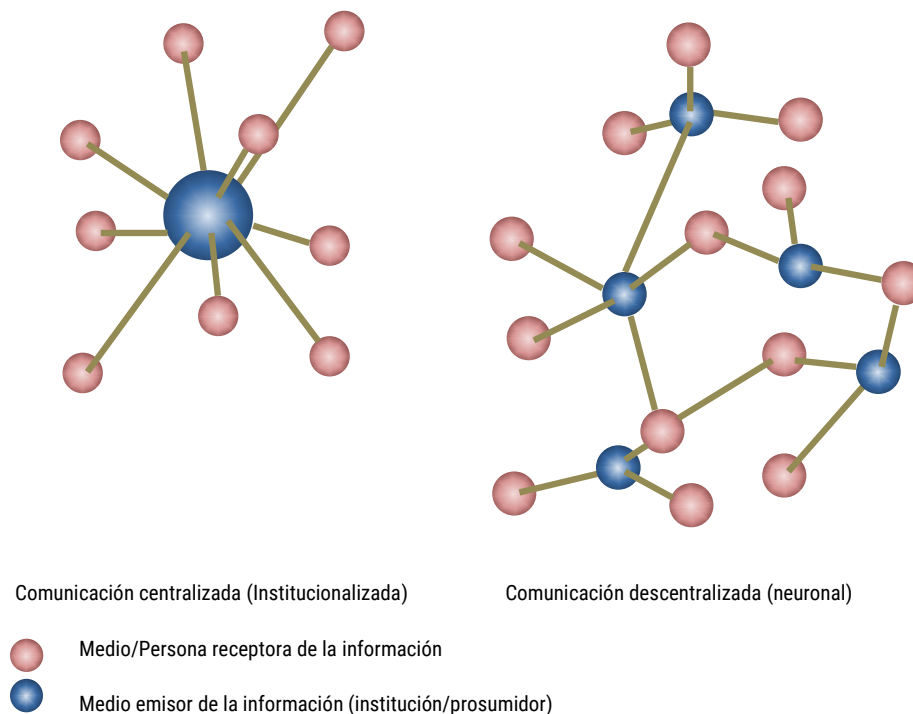 Comunicación centralizada (Institucionalizada)
Comunicación descentralizada (neuronal)
Medio/Persona receptora de la información
Medio emisor de la información (institución/prosumidor)